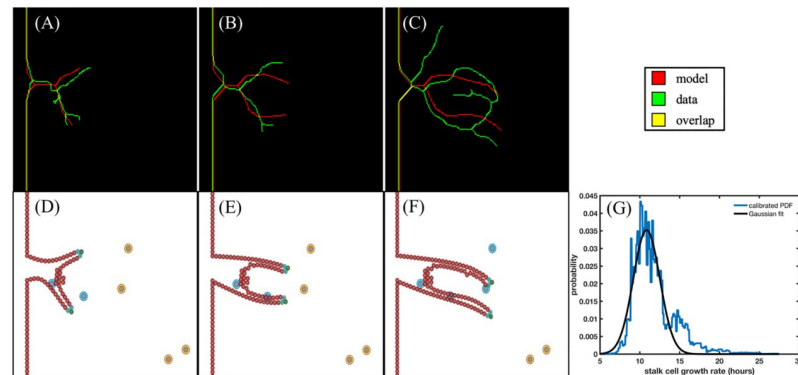 (A)
(B)
(C)
model
data
overlap
(D)
(E)
(F)
(G)
calibrated PDF
Gaussian fit
0.045
0.04
0.035
0.03
0.025
0.02
0.015
0.01
0.005
0
5
10
15
20
25
probability
stalk cell growth rate (hours)